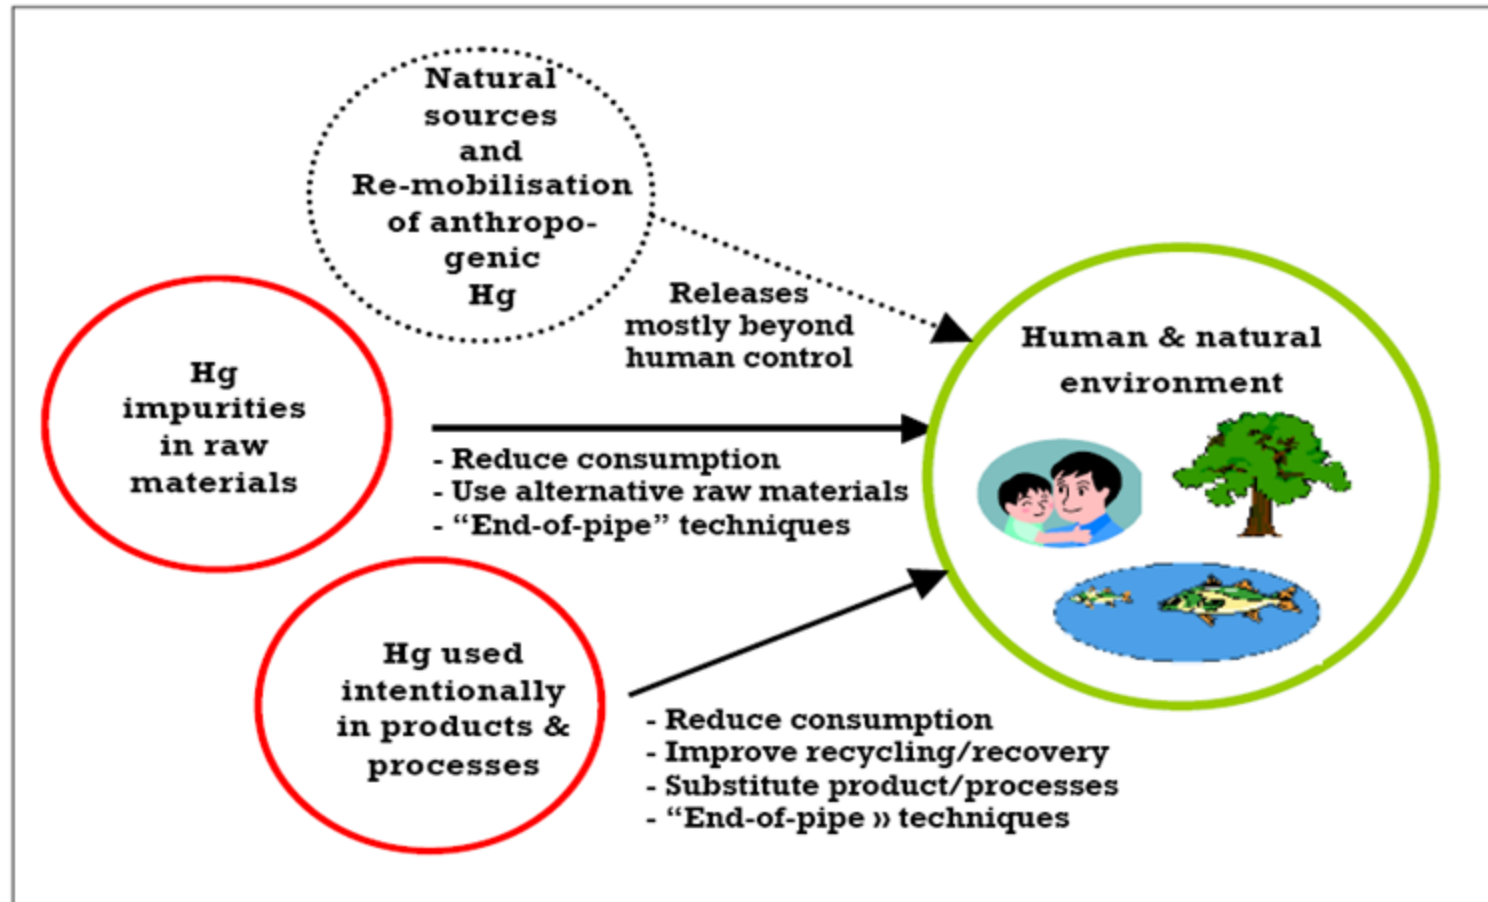 Natural
sources
and
Re-mobilisation
of anthropo-
genic
Hg
Releases
mostly beyond
human control
Human & natural
environment
Hg
impurities
in raw
materials
- Reduce consumption
- Use alternative raw materials
- “End-of-pipe” techniques
Hg used
intentionally
in products &
processes
- Reduce consumption
- Improve recycling/recovery
- Substitute product/processes
- “End-of-pipe » techniques